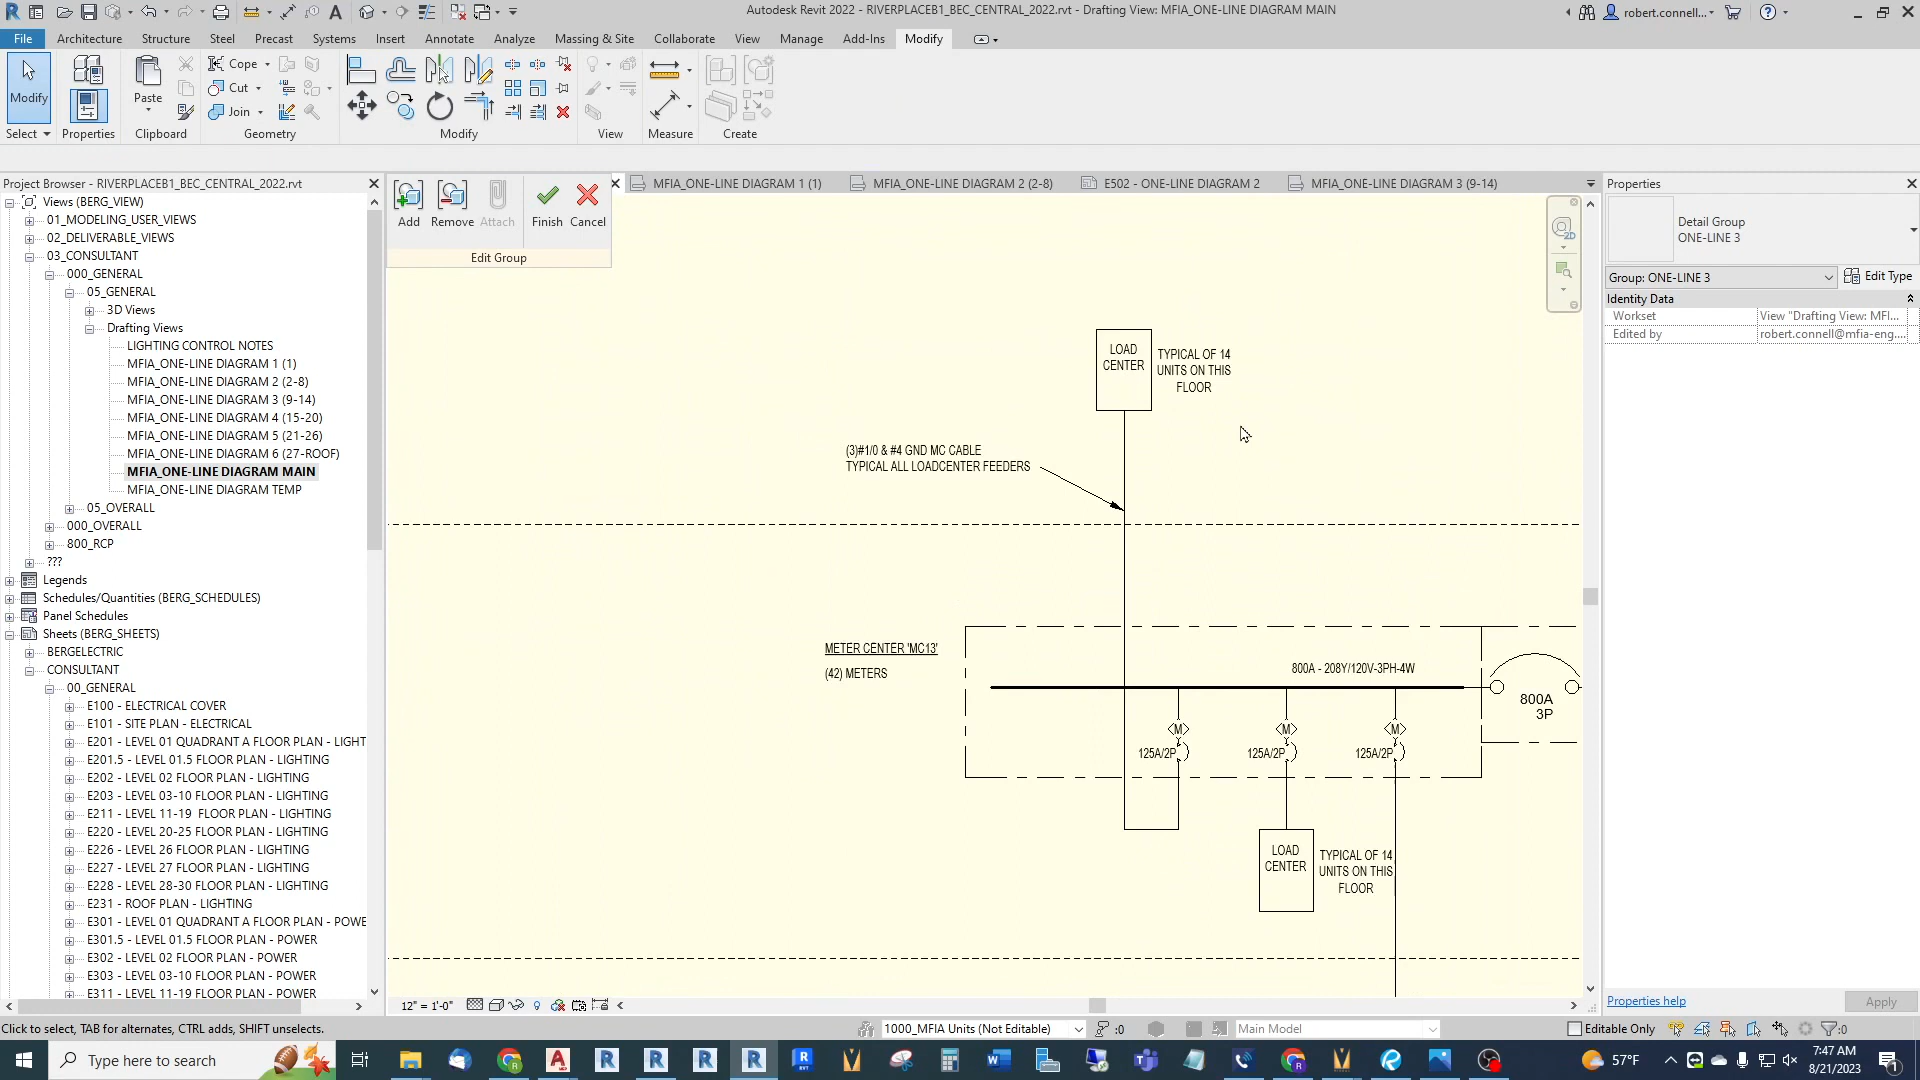 Autodesk Revit 2022 - RIVERPLACEB1_BEC_CENTRAL_2022.rvt - Drafting View: MFIA_ONE-LINE DIAGRAM MAIN
robert.connell...
File Architecture Structure Steel Precast Systems Insert Annotate Analyze Massing & Site Collaborate View Manage Add-Ins Modify
Modify
Paste
Cope
Cut
Join
Select Properties Clipboard Geometry Modify View Measure Create
Project Browser - RIVERPLACEB1_BEC_CENTRAL_2022.rvt
Views (BERG_VIEW)
01_MODELING_USER_VIEWS
02_DELIVERABLE_VIEWS
03_CONSULTANT
000_GENERAL
05_GENERAL
3D Views
Drafting Views
LIGHTING CONTROL NOTES
MFIA_ONE-LINE DIAGRAM 1 (1)
MFIA_ONE-LINE DIAGRAM 2 (2-8)
MFIA_ONE-LINE DIAGRAM 3 (9-14)
MFIA_ONE-LINE DIAGRAM 4 (15-20)
MFIA_ONE-LINE DIAGRAM 5 (21-26)
MFIA_ONE-LINE DIAGRAM 6 (27-ROOF)
MFIA_ONE-LINE DIAGRAM MAIN
MFIA_ONE-LINE DIAGRAM TEMP
05_OVERALL
000_OVERALL
800_RCP
???
Legends
Schedules/Quantities (BERG_SCHEDULES)
Panel Schedules
Sheets (BERG_SHEETS)
BERGELECTRIC
CONSULTANT
00_GENERAL
E100 - ELECTRICAL COVER
E101 - SITE PLAN - ELECTRICAL
E201 - LEVEL 01 QUADRANT A FLOOR PLAN - LIGHT
E201.5 - LEVEL 01.5 FLOOR PLAN - LIGHTING
E202 - LEVEL 02 FLOOR PLAN - LIGHTING
E203 - LEVEL 03-10 FLOOR PLAN - LIGHTING
E211 - LEVEL 11-19 FLOOR PLAN - LIGHTING
E220 - LEVEL 20-25 FLOOR PLAN - LIGHTING
E226 - LEVEL 26 FLOOR PLAN - LIGHTING
E227 - LEVEL 27 FLOOR PLAN - LIGHTING
E228 - LEVEL 28-30 FLOOR PLAN - LIGHTING
E231 - ROOF PLAN - LIGHTING
E301 - LEVEL 01 QUADRANT A FLOOR PLAN - POWE
E301.5 - LEVEL 01.5 FLOOR PLAN - POWER
E302 - LEVEL 02 FLOOR PLAN - POWER
E303 - LEVEL 03-10 FLOOR PLAN - POWER
E311 - LEVEL 11-19 FLOOR PLAN - POWER
Add Remove Attach Finish Cancel
Edit Group
MFIA_ONE-LINE DIAGRAM 1 (1) MFIA_ONE-LINE DIAGRAM 2 (2-8) E502 - ONE-LINE DIAGRAM 2 MFIA_ONE-LINE DIAGRAM 3 (9-14)
2D
LOAD
CENTER
TYPICAL OF 14
UNITS ON THIS
FLOOR
(3)#1/0 & #4 GND MC CABLE
TYPICAL ALL LOADCENTER FEEDERS
METER CENTER 'MC13'
(42) METERS
800A - 208Y/120V-3PH-4W
800A
3P
M M M
125A/2P 125A/2P 125A/2P
LOAD
CENTER
TYPICAL OF 14
UNITS ON THIS
FLOOR
Properties
Detail Group
ONE-LINE 3
Group: ONE-LINE 3 Edit Type
Identity Data
Workset View "Drafting View: MFI...
Edited by robert.connell@mfia-eng....
Properties help Apply
12" = 1'-0"
Click to select, TAB for alternates, CTRL adds, SHIFT unselects.
1000_MFIA Units (Not Editable) :0 Main Model Editable Only :0
Type here to search
57°F
7:47 AM
8/21/2023
1